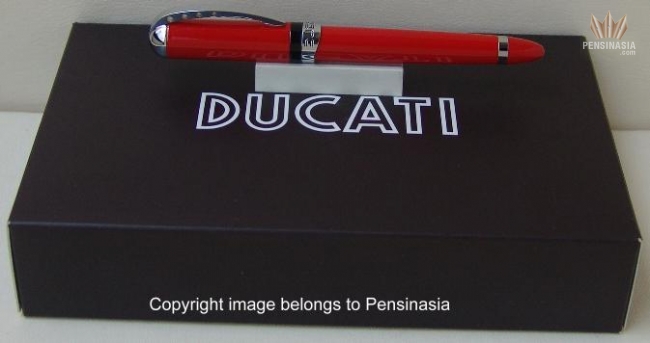 PENSINASIA
.com
DUCATI
Copyright image belongs to Pensinasia